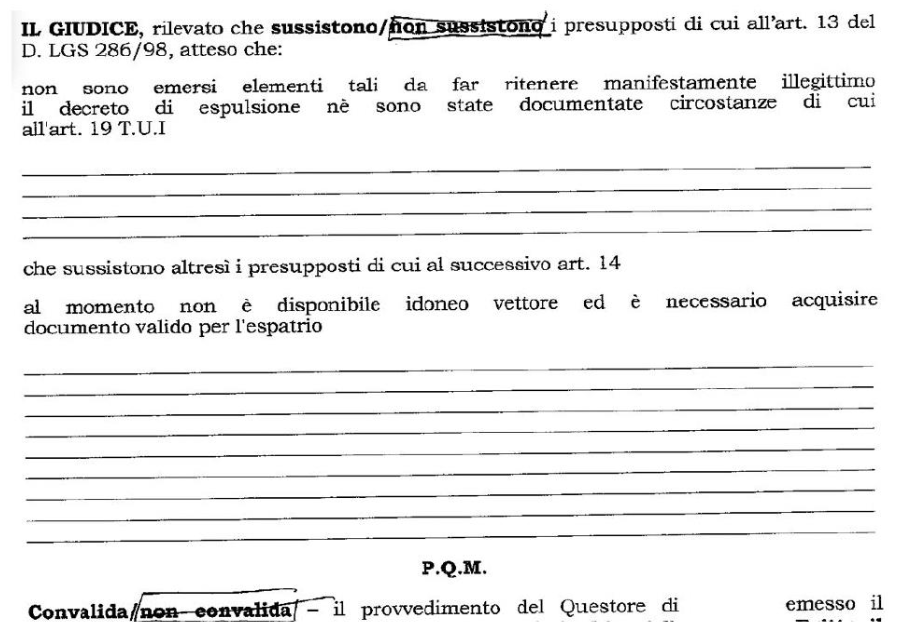 IL GIUDICE, rilevato che sussistono/non sussistono i presupposti di cui all'art. 13 del
D. LGS 286/98, atteso che:
non sono emersi elementi tali da far ritenere manifestamente illegittimo
il decreto di espulsione nè sono state documentate circostanze di cui
all'art. 19 T.U.I
che sussistono altresì i presupposti di cui al successivo art. 14
al momento non è disponibile idoneo vettore ed è necessario acquisire
documento valido per l'espatrio
P.Q.M.
Convalida/non convalida – il provvedimento del Questore di emesso il